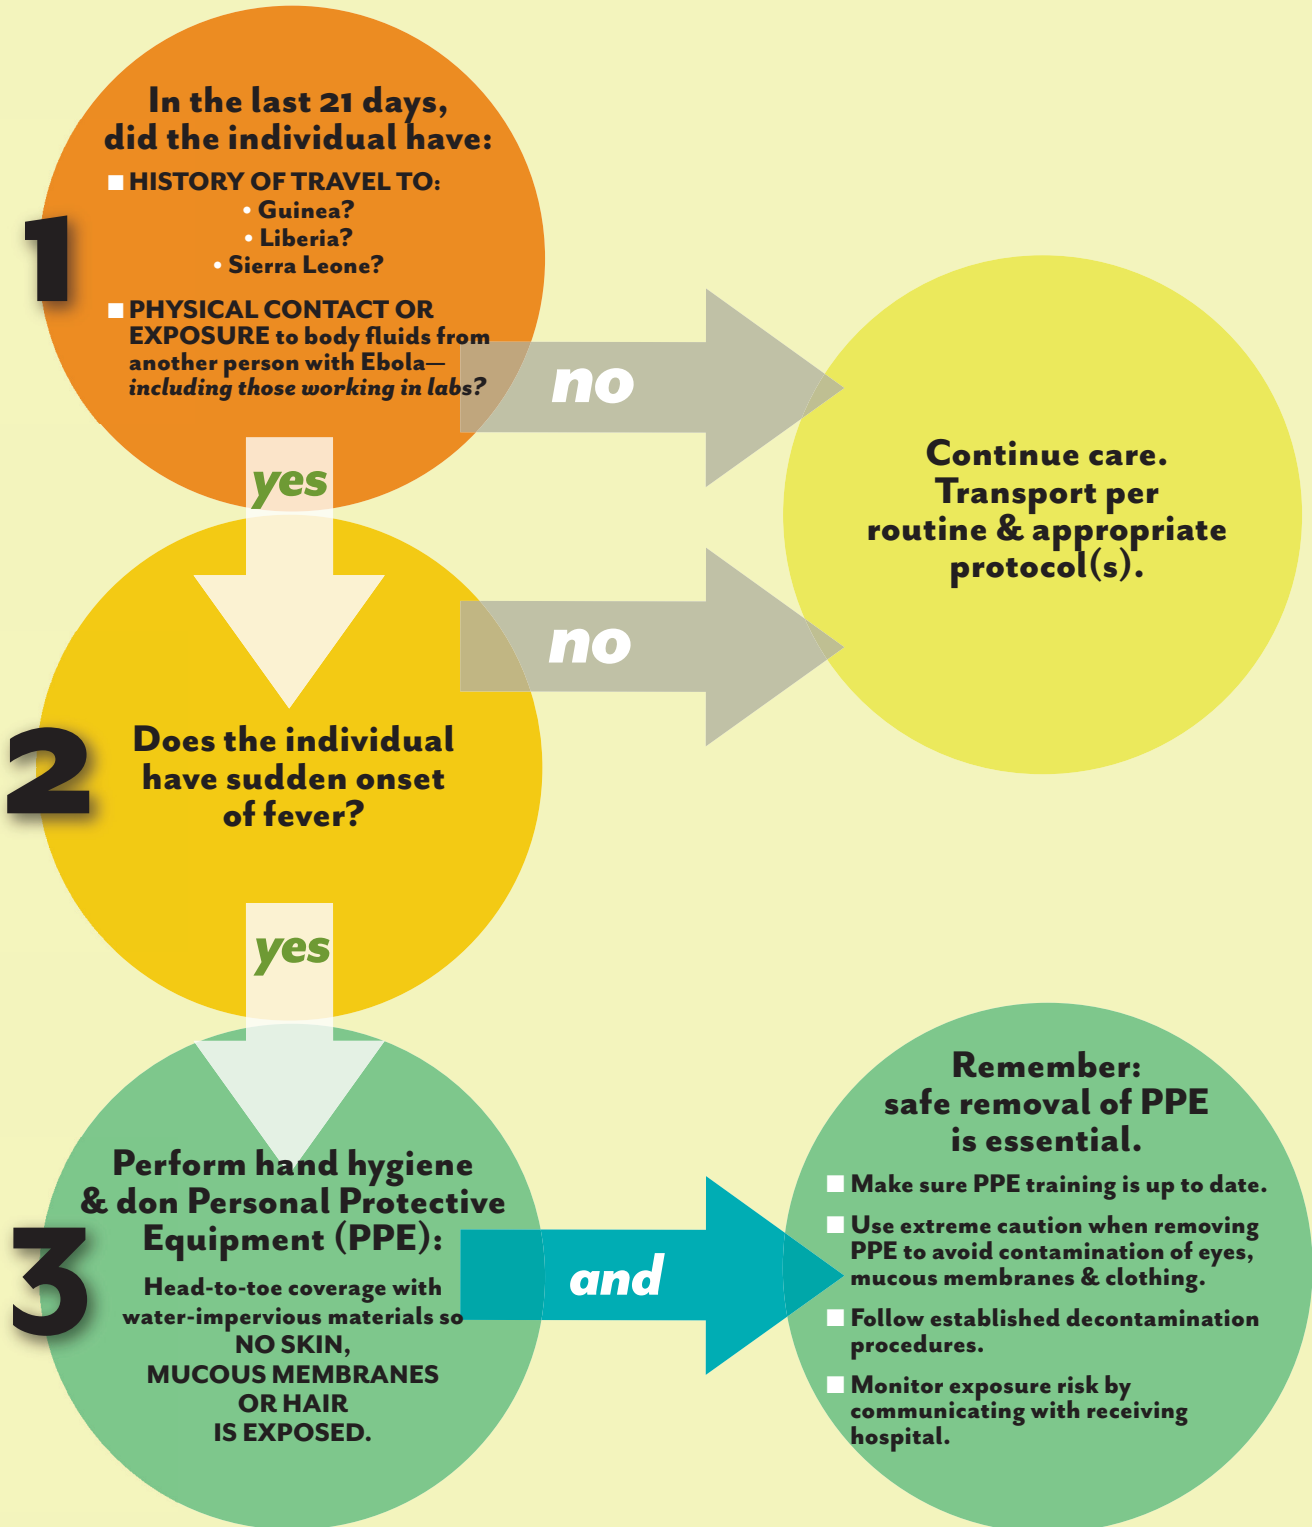 1
In the last 21 days,
did the individual have:
HISTORY OF TRAVEL TO:
• Guinea?
• Liberia?
• Sierra Leone?
PHYSICAL CONTACT OR
EXPOSURE to body fluids from
another person with Ebola—
including those working in labs?
no
yes
Continue care.
Transport per
routine & appropriate
protocol(s).
no
2
Does the individual
have sudden onset
of fever?
yes
3
Perform hand hygiene
& don Personal Protective
Equipment (PPE):
Head-to-toe coverage with
water-impervious materials so
NO SKIN,
MUCOUS MEMBRANES
OR HAIR
IS EXPOSED.
and
Remember:
safe removal of PPE
is essential.
Make sure PPE training is up to date.
Use extreme caution when removing
PPE to avoid contamination of eyes,
mucous membranes & clothing.
Follow established decontamination
procedures.
Monitor exposure risk by
communicating with receiving
hospital.